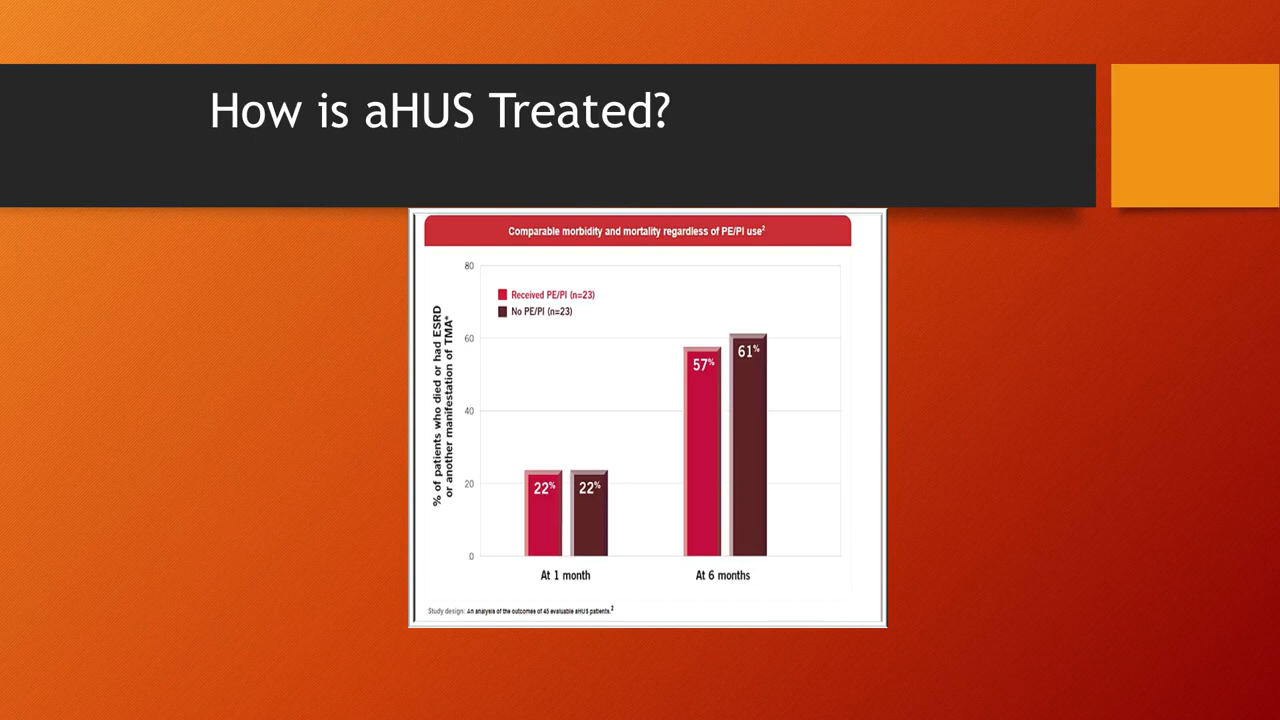 How is aHUS Treated?
Comparable morbidity and mortality regardless of PE/PI use²
80
Received PE/PI (n=23)
No PE/PI (n=23)
% of patients who died or had ESRD
or another manifestation of TMA*
60
61%
57%
40
20
22%
22%
0
At 1 month
At 6 months
Study design: An analysis of the outcomes of 45 evaluable aHUS patients.²